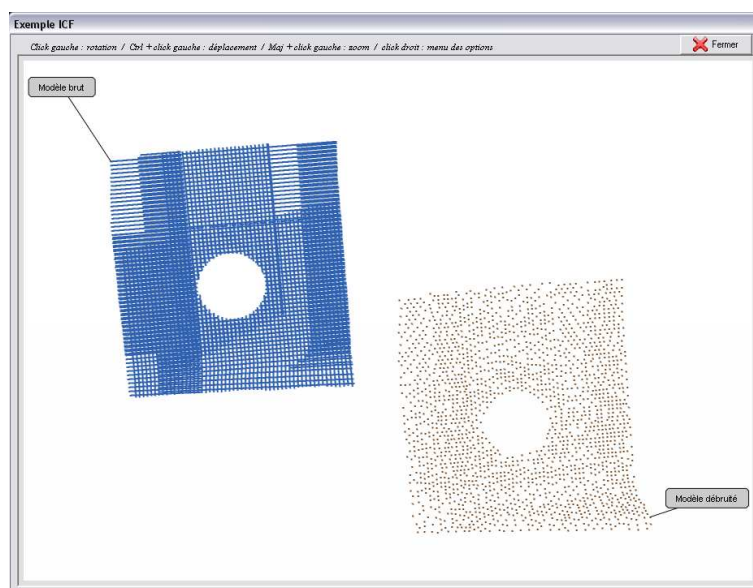 Exemple ICF
Click gauche : rotation / Ctrl + click gauche : déplacement / Maj + click gauche : zoom / click droit : menu des options
Fermer
Modèle brut
Modèle débruité